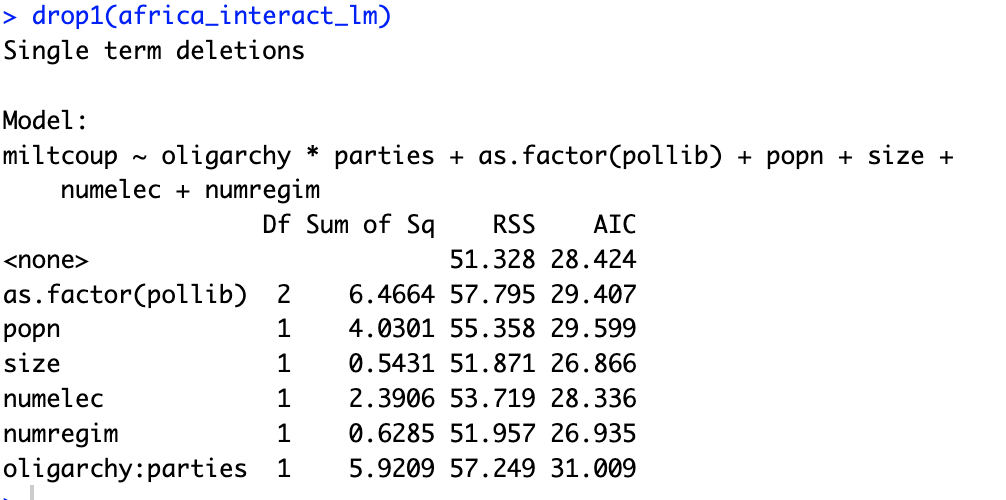 > drop1(africa_interact_lm)
Single term deletions

Model:
miltcoup ~ oligarchy * parties + as.factor(pollib) + popn + size +
    numelec + numregim
                  Df Sum of Sq    RSS    AIC
<none>                         51.328 28.424
as.factor(pollib)  2    6.4664 57.795 29.407
popn               1    4.0301 55.358 29.599
size               1    0.5431 51.871 26.866
numelec            1    2.3906 53.719 28.336
numregim           1    0.6285 51.957 26.935
oligarchy:parties  1    5.9209 57.249 31.009
>